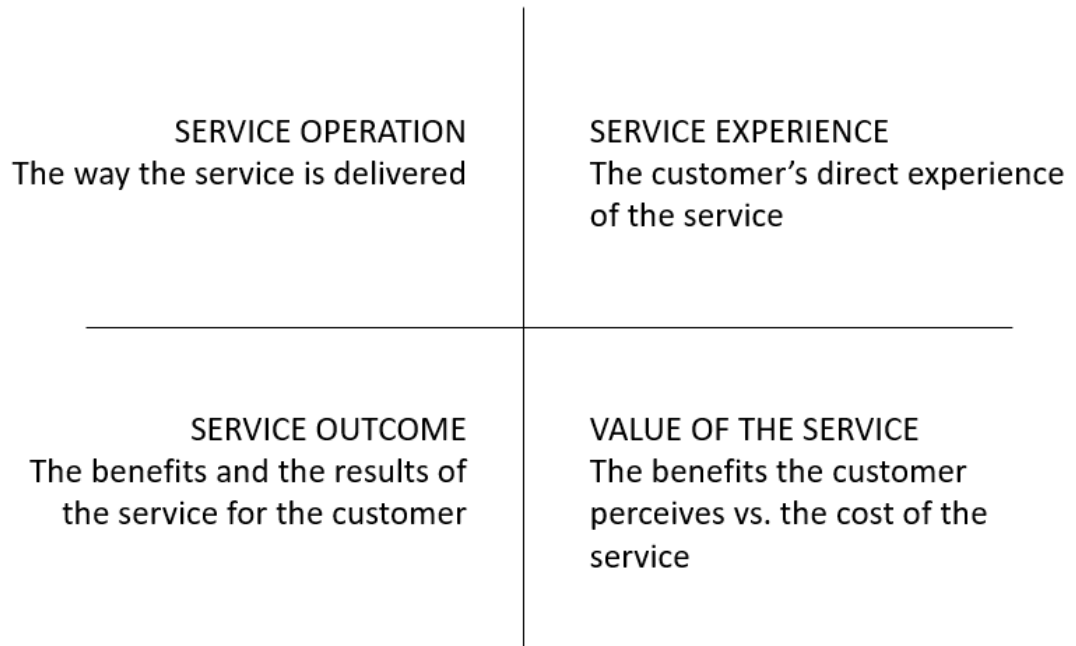 SERVICE OPERATION
The way the service is delivered
SERVICE EXPERIENCE
The customer’s direct experience
of the service
SERVICE OUTCOME
The benefits and the results of
the service for the customer
VALUE OF THE SERVICE
The benefits the customer
perceives vs. the cost of the
service